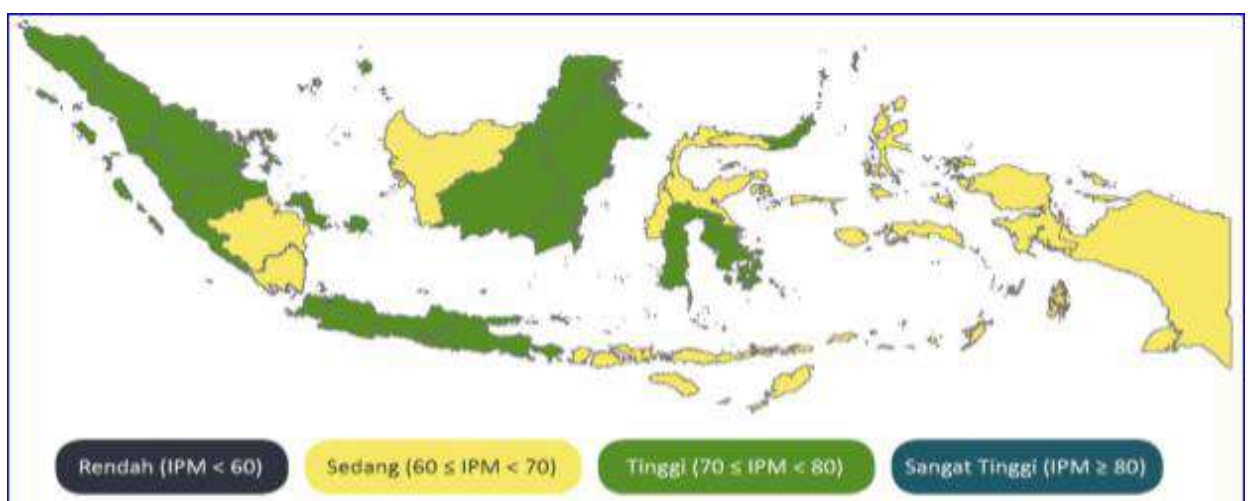 Rendah (IPM < 60)
Sedang (60 ≤ IPM < 70)
Tinggi (70 ≤ IPM < 80)
Sangat Tinggi (IPM ≥ 80)